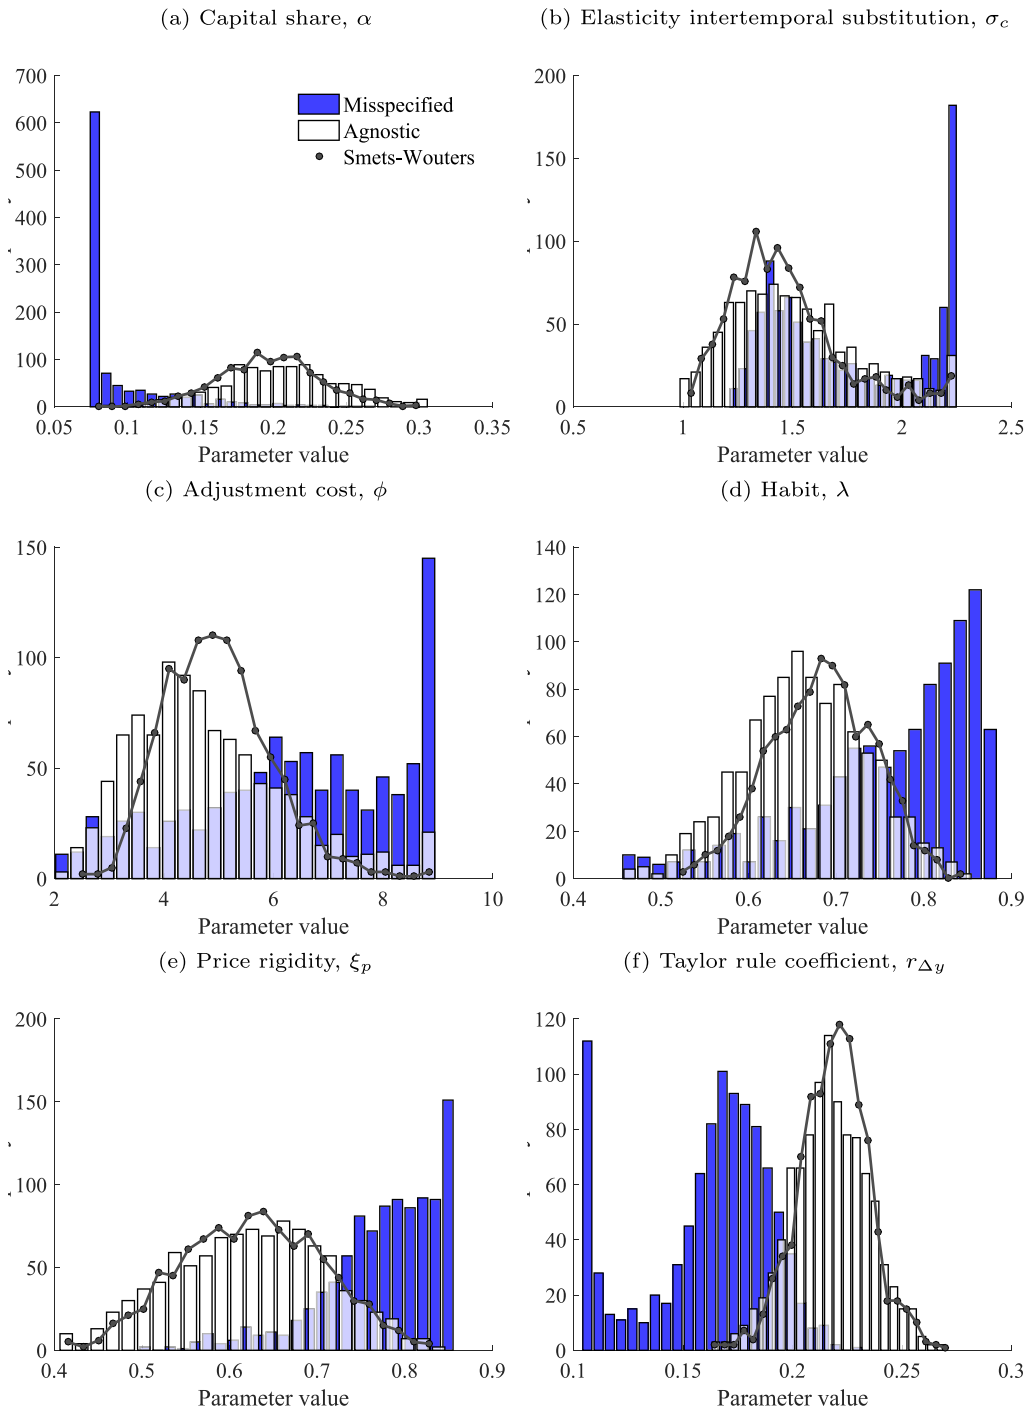 (a) Capital share, α
700
600
500
400
300
200
100
0
0.05 0.1 0.15 0.2 0.25 0.3 0.35
Parameter value
Misspecified
Agnostic
Smets-Wouters
(b) Elasticity intertemporal substitution, σc
200
150
100
50
0
0.5 1 1.5 2 2.5
Parameter value
(c) Adjustment cost, ϕ
150
100
50
0
2 4 6 8 10
Parameter value
(d) Habit, λ
140
120
100
80
60
40
20
0
0.4 0.5 0.6 0.7 0.8 0.9
Parameter value
(e) Price rigidity, ξp
200
150
100
50
0
0.4 0.5 0.6 0.7 0.8 0.9
Parameter value
(f) Taylor rule coefficient, rΔy
120
100
80
60
40
20
0
0.1 0.15 0.2 0.25 0.3
Parameter value